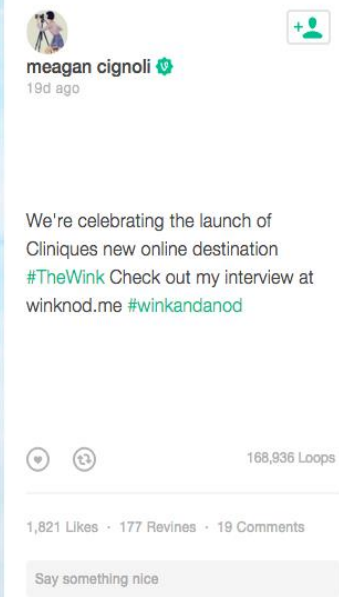 meagan cignoli
19d ago
We're celebrating the launch of
Cliniques new online destination
#TheWink Check out my interview at
winknod.me #winkandanod
168,936 Loops
1,821 Likes · 177 Revines · 19 Comments
Say something nice